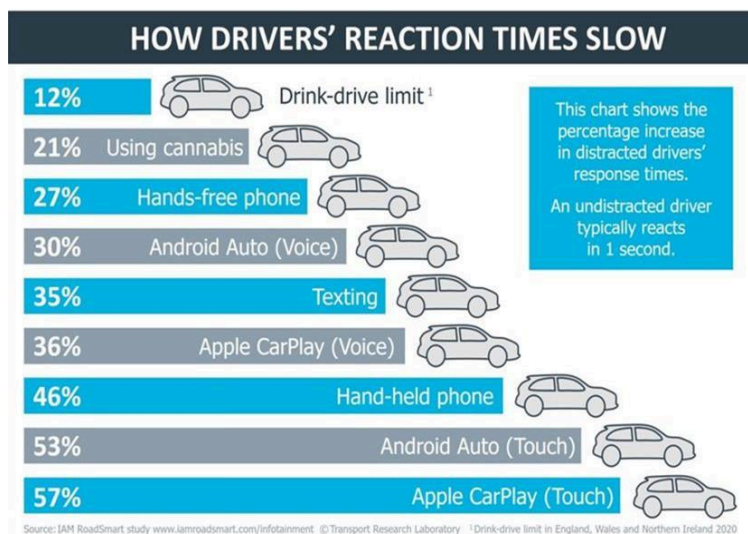 HOW DRIVERS' REACTION TIMES SLOW
12% Drink-drive limit ¹
This chart shows the
percentage increase
in distracted drivers'
response times.
An undistracted driver
typically reacts
in 1 second.
21% Using cannabis
27% Hands-free phone
30% Android Auto (Voice)
35% Texting
36% Apple CarPlay (Voice)
46% Hand-held phone
53% Android Auto (Touch)
57% Apple CarPlay (Touch)
Source: IAM RoadSmart study www.iamroadsmart.com/infotainment © Transport Research Laboratory ¹Drink-drive limit in England, Wales and Northern Ireland 2020